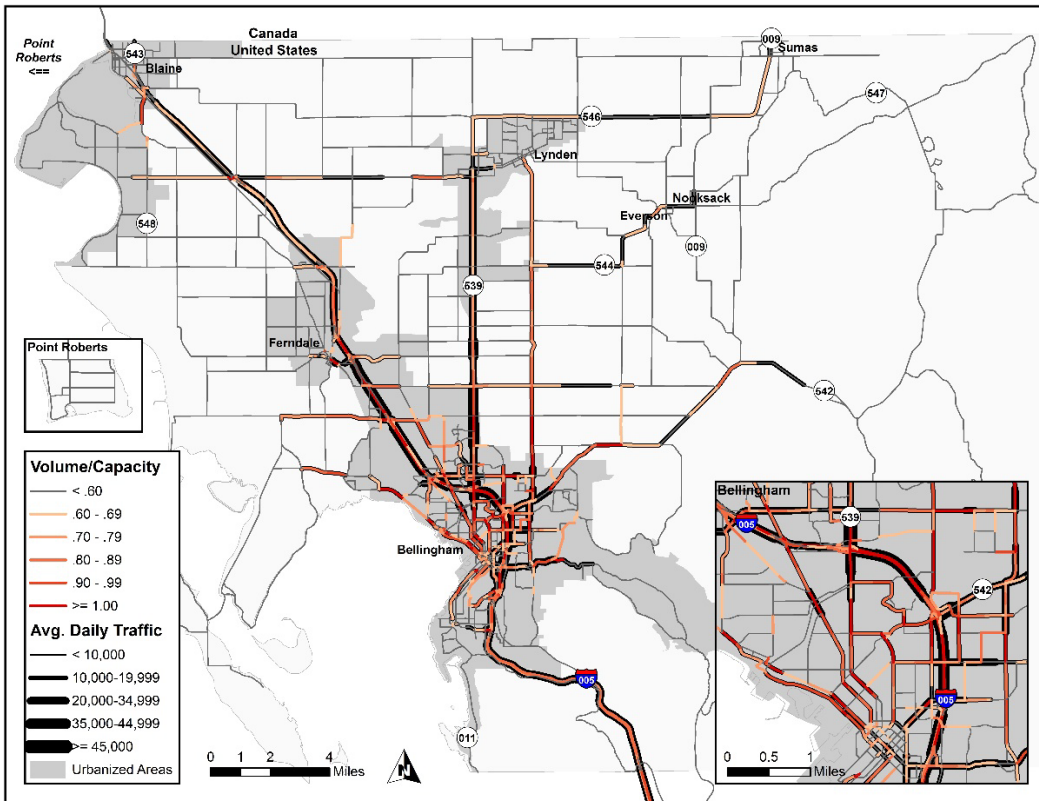 Canada
United States
Point
Roberts
<==
543
Blaine
009
Sumas
547
546
Lynden
Nooksack
Everson
548
009
544
539
Point Roberts
Ferndale
542
Volume/Capacity
< .60
.60 - .69
.70 - .79
.80 - .89
.90 - .99
>= 1.00
Avg. Daily Traffic
< 10,000
10,000-19,999
20,000-34,999
35,000-44,999
>= 45,000
Urbanized Areas
Bellingham
005
011
0 2 4
Miles
N
Bellingham
005
539
542
005
0 0.5 1
Miles